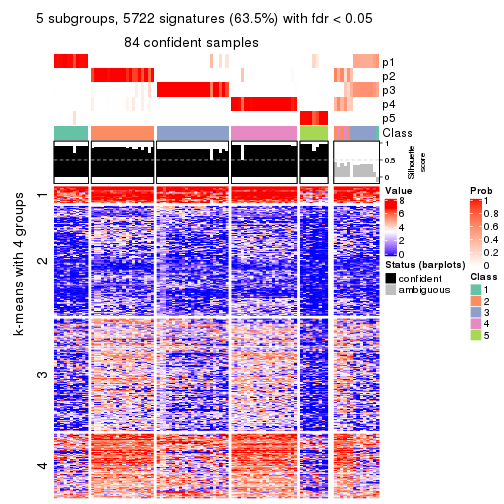 5 subgroups, 5722 signatures (63.5%) with fdr < 0.05
84 confident samples
p1
p2
p3
p4
p5
Class
1
0.5
0
Silhouette
score
k-means with 4 groups
1
2
3
4
Value
8
6
4
2
0
Status (barplots)
confident
ambiguous
Prob
1
0.8
0.6
0.4
0.2
0
Class
1
2
3
4
5